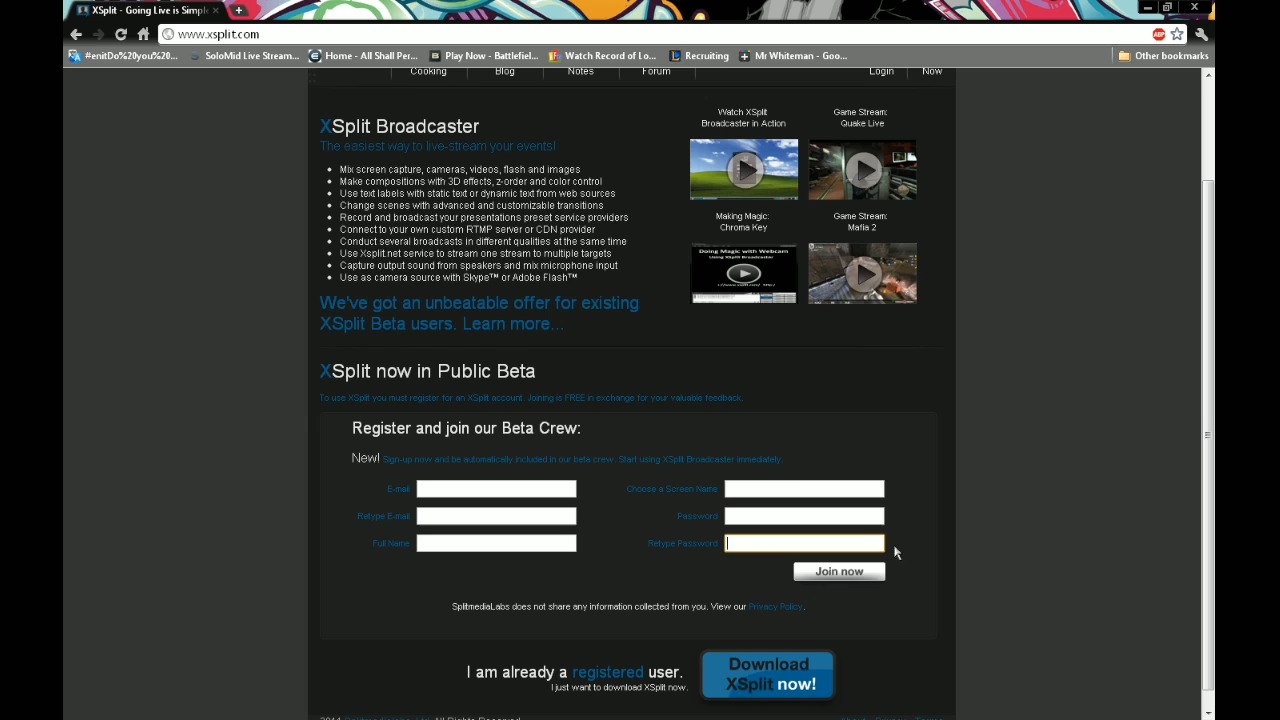 XSplit - Going Live is Simple
www.xsplit.com
ABP
#enitDo%20you%20...
SoloMid Live Stream...
Home - All Shall Per...
Play Now - Battlefiel...
Watch Record of Lo...
Recruiting
Mr Whiteman - Goo...
Other bookmarks
Cooking
Blog
Notes
Forum
Login
Now
XSplit Broadcaster
The easiest way to live-stream your events!
Mix screen capture, cameras, videos, flash and images
Make compositions with 3D effects, z-order and color control
Use text labels with static text or dynamic text from web sources
Change scenes with advanced and customizable transitions
Record and broadcast your presentations preset service providers
Connect to your own custom RTMP server or CDN provider
Conduct several broadcasts in different qualities at the same time
Use Xsplit.net service to stream one stream to multiple targets
Capture output sound from speakers and mix microphone input
Use as camera source with Skype™ or Adobe Flash™
We've got an unbeatable offer for existing
XSplit Beta users. Learn more...
Watch XSplit
Broadcaster in Action
Game Stream:
Quake Live
Making Magic:
Chroma Key
Game Stream:
Mafia 2
Doing Magic with Webcam
XSplit now in Public Beta
To use XSplit you must register for an XSplit account. Joining is FREE in exchange for your valuable feedback.
Register and join our Beta Crew:
New! Sign-up now and be automatically included in our beta crew. Start using XSplit Broadcaster immediately.
E-mail
Choose a Screen Name
Retype E-mail
Password
Full Name
Retype Password
Join now
SplitmediaLabs does not share any information collected from you. View our Privacy Policy.
I am already a registered user.
I just want to download XSplit now.
Download
XSplit now!